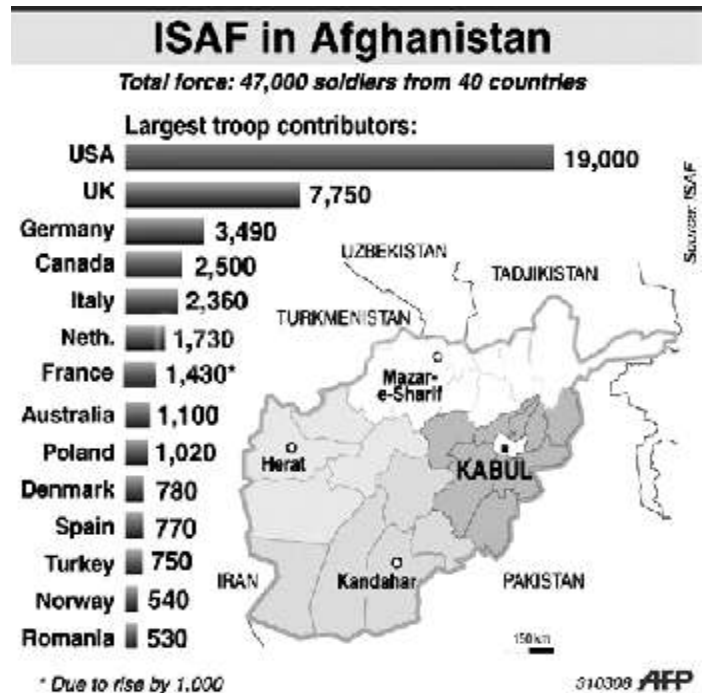 ISAF in Afghanistan
Total force: 47,000 soldiers from 40 countries
Largest troop contributors:
USA 19,000
UK 7,750
Germany 3,490
Canada 2,500
Italy 2,360
Neth. 1,730
France 1,430*
Australia 1,100
Poland 1,020
Denmark 780
Spain 770
Turkey 750
Norway 540
Romania 530
Source: ISAF
UZBEKISTAN
TADJIKISTAN
TURKMENISTAN
Mazar-
e-Sharif
Herat
KABUL
IRAN
Kandahar
PAKISTAN
150 km
* Due to rise by 1.000
310308 AFP